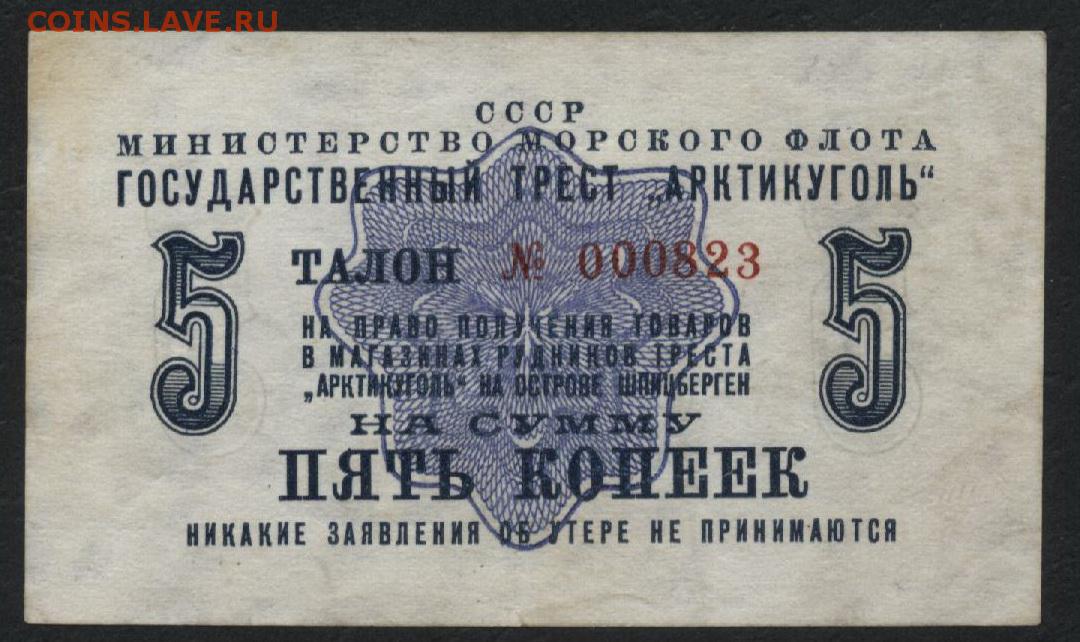 COINS.LAVE.RU
СССР
МИНИСТЕРСТВО МОРСКОГО ФЛОТА
ГОСУДАРСТВЕННЫЙ ТРЕСТ „АРКТИКУГОЛЬ“
5 ТАЛОН № 000823 5
НА ПРАВО ПОЛУЧЕНИЯ ТОВАРОВ
В МАГАЗИНАХ РУДНИКОВ ТРЕСТА
„АРКТИКУГОЛЬ“ НА ОСТРОВЕ ШПИЦБЕРГЕН
НА СУММУ
ПЯТЬ КОПЕЕК
НИКАКИЕ ЗАЯВЛЕНИЯ ОБ УТЕРЕ НЕ ПРИНИМАЮТСЯ